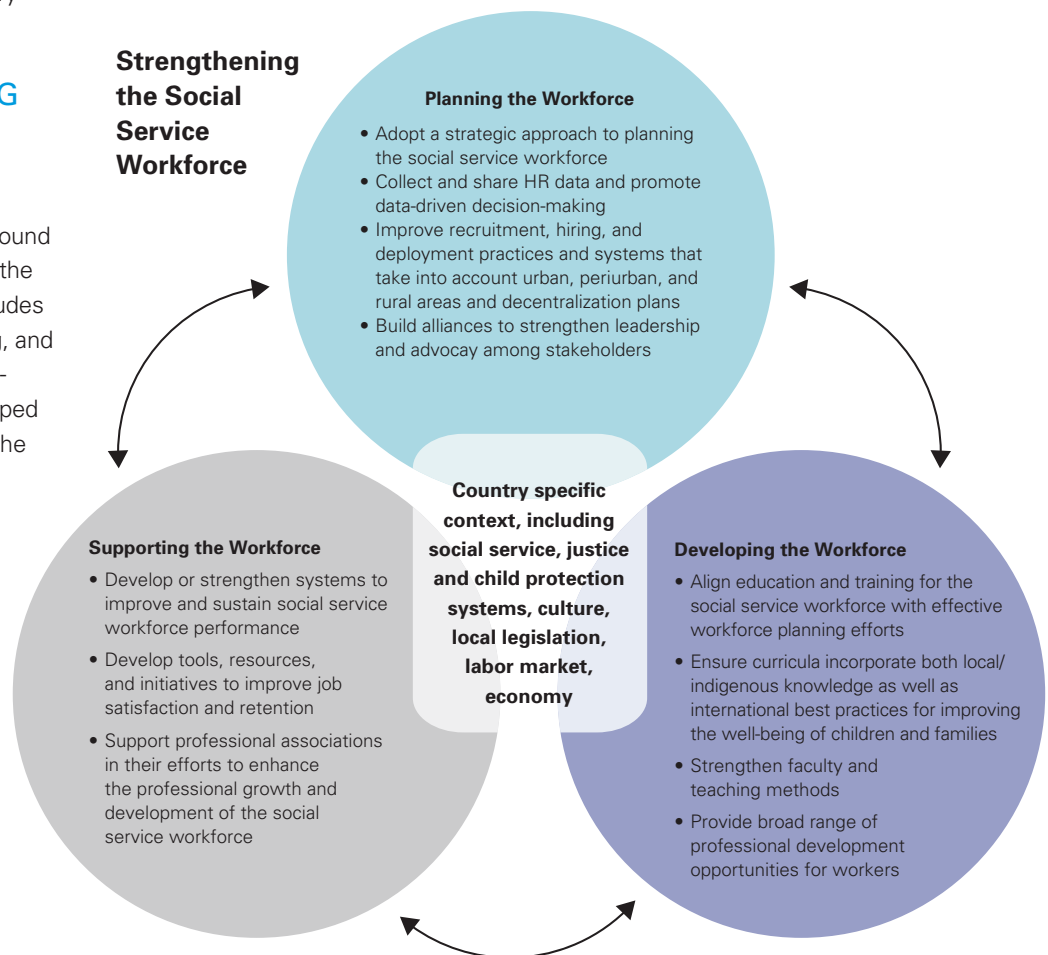 G
ound
the
udes
, and
-
ped
he
Strengthening
the Social
Service
Workforce
Planning the Workforce
• Adopt a strategic approach to planning
the social service workforce
• Collect and share HR data and promote
data-driven decision-making
• Improve recruitment, hiring, and
deployment practices and systems that
take into account urban, periurban, and
rural areas and decentralization plans
• Build alliances to strengthen leadership
and advocay among stakeholders
Country specific
context, including
social service, justice
and child protection
systems, culture,
local legislation,
labor market,
economy
Supporting the Workforce
• Develop or strengthen systems to
improve and sustain social service
workforce performance
• Develop tools, resources,
and initiatives to improve job
satisfaction and retention
• Support professional associations
in their efforts to enhance
the professional growth and
development of the social
service workforce
Developing the Workforce
• Align education and training for the
social service workforce with effective
workforce planning efforts
• Ensure curricula incorporate both local/
indigenous knowledge as well as
international best practices for improving
the well-being of children and families
• Strengthen faculty and
teaching methods
• Provide broad range of
professional development
opportunities for workers